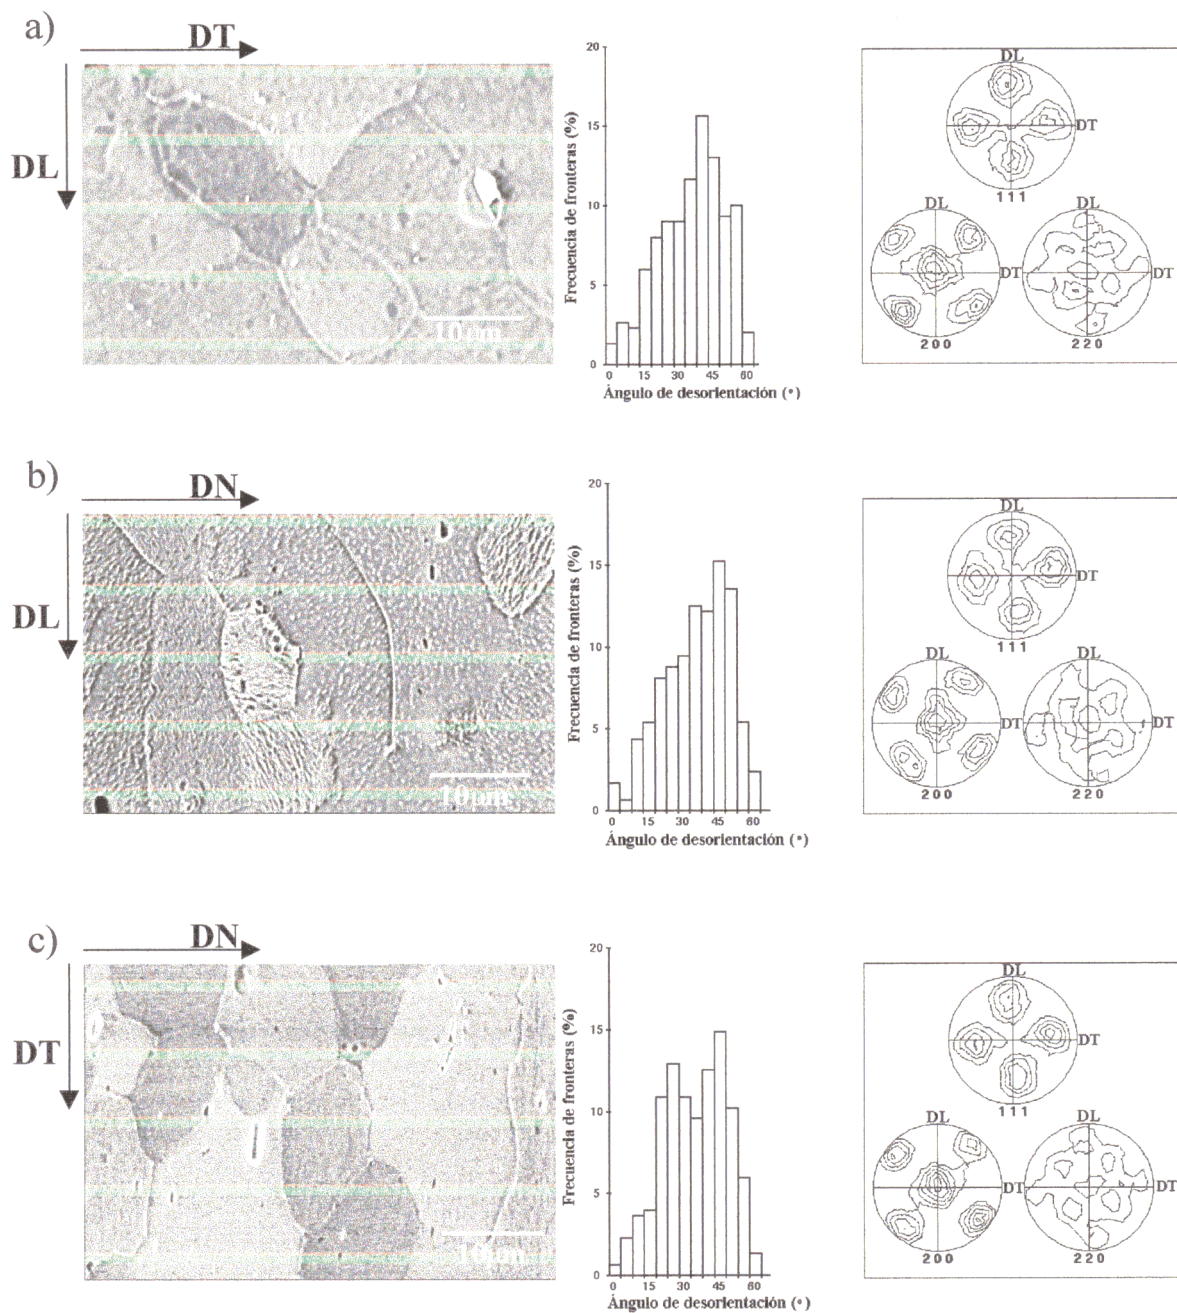 a)
DT
DL
10 um
Frecuencia de fronteras (%)
20
15
10
5
0
0 15 30 45 60
Ángulo de desorientación (°)
DL
DT
111
DL
DT
200
DL
DT
220
b)
DN
DL
10um
Frecuencia de fronteras (%)
20
15
10
5
0
0 15 30 45 60
Ángulo de desorientación (°)
DL
DT
111
DL
DT
200
DL
DT
220
c)
DN
DT
Frecuencia de fronteras (%)
20
15
10
5
0
0 15 30 45 60
Ángulo de desorientación (°)
DL
DT
111
DL
DT
200
DL
DT
220